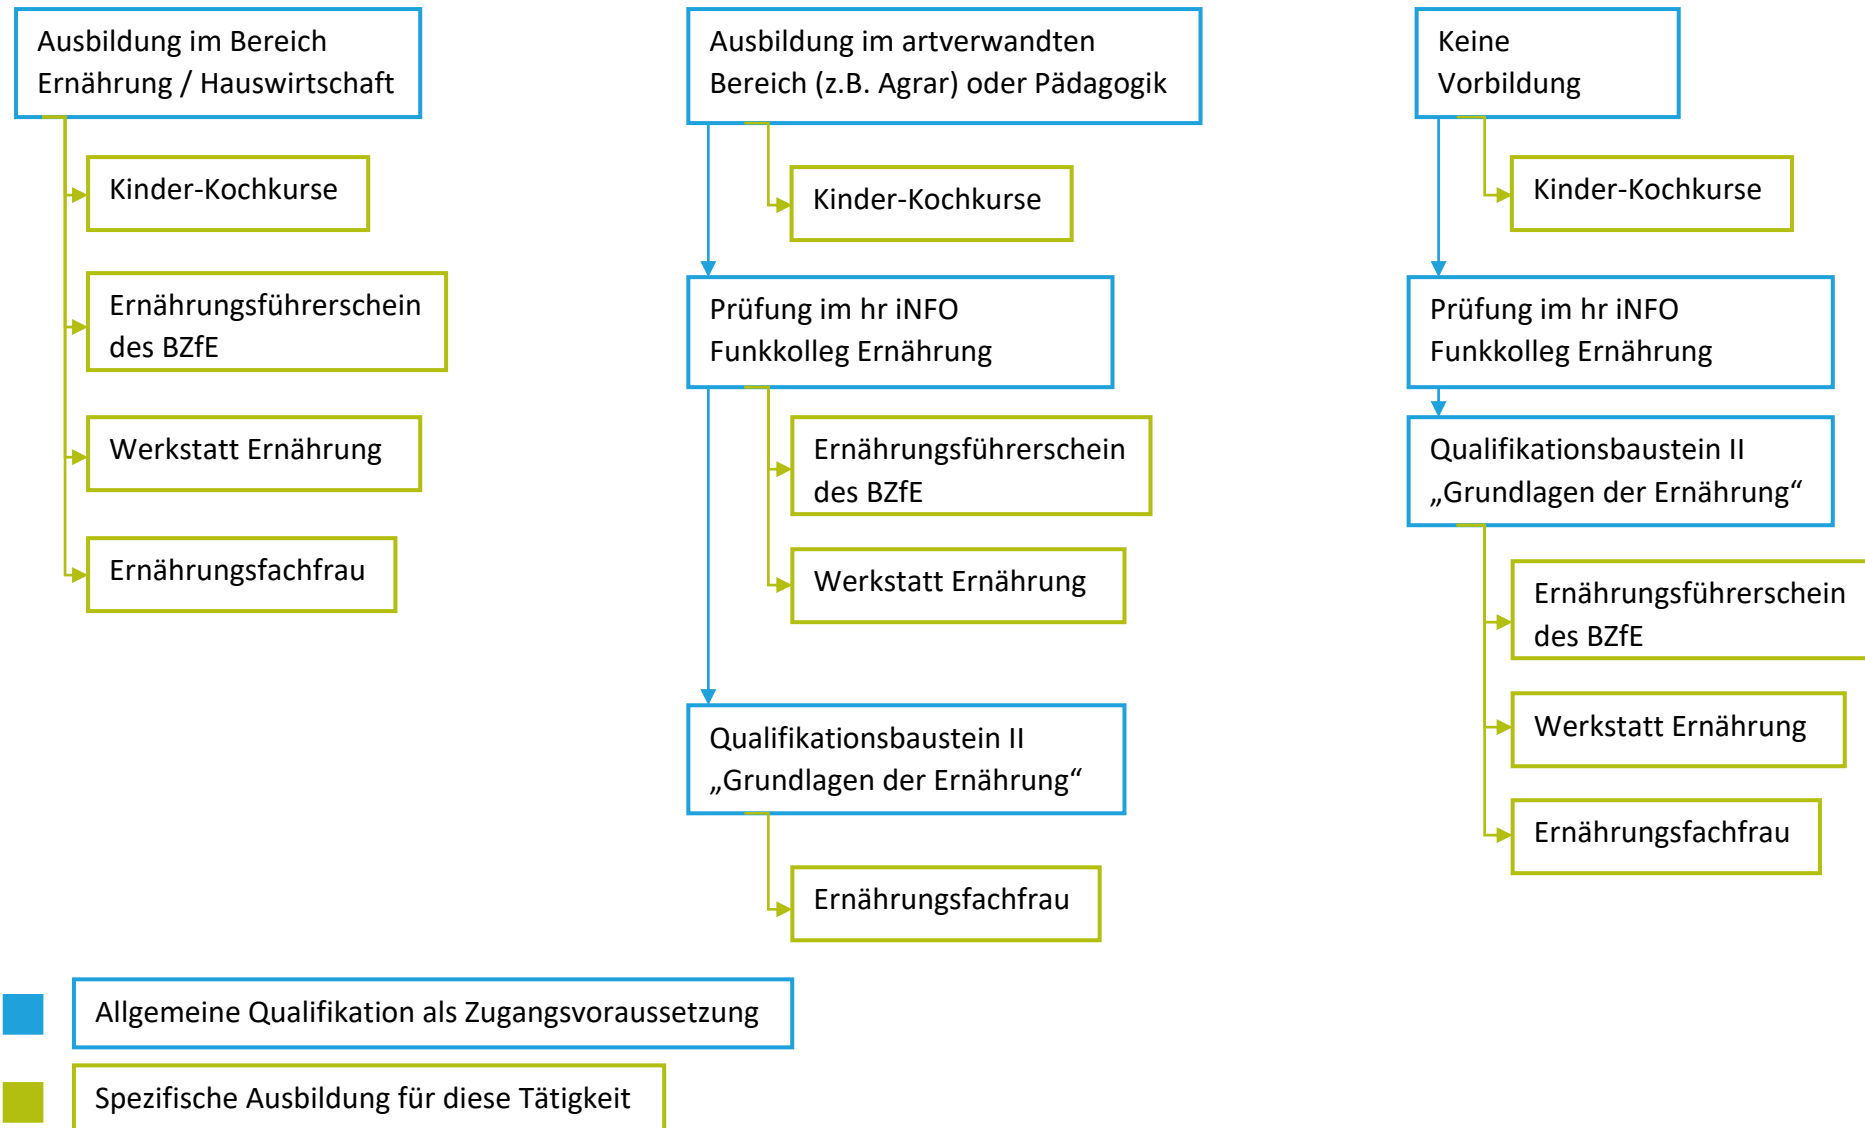 Ausbildung im Bereich
Ernährung / Hauswirtschaft
Kinder-Kochkurse
Ernährungsführerschein
des BZfE
Werkstatt Ernährung
Ernährungsfachfrau
Ausbildung im artverwandten
Bereich (z.B. Agrar) oder Pädagogik
Kinder-Kochkurse
Prüfung im hr iNFO
Funkkolleg Ernährung
Ernährungsführerschein
des BZfE
Werkstatt Ernährung
Qualifikationsbaustein II
„Grundlagen der Ernährung“
Ernährungsfachfrau
Keine
Vorbildung
Kinder-Kochkurse
Prüfung im hr iNFO
Funkkolleg Ernährung
Qualifikationsbaustein II
„Grundlagen der Ernährung“
Ernährungsführerschein
des BZfE
Werkstatt Ernährung
Ernährungsfachfrau
Allgemeine Qualifikation als Zugangsvoraussetzung
Spezifische Ausbildung für diese Tätigkeit